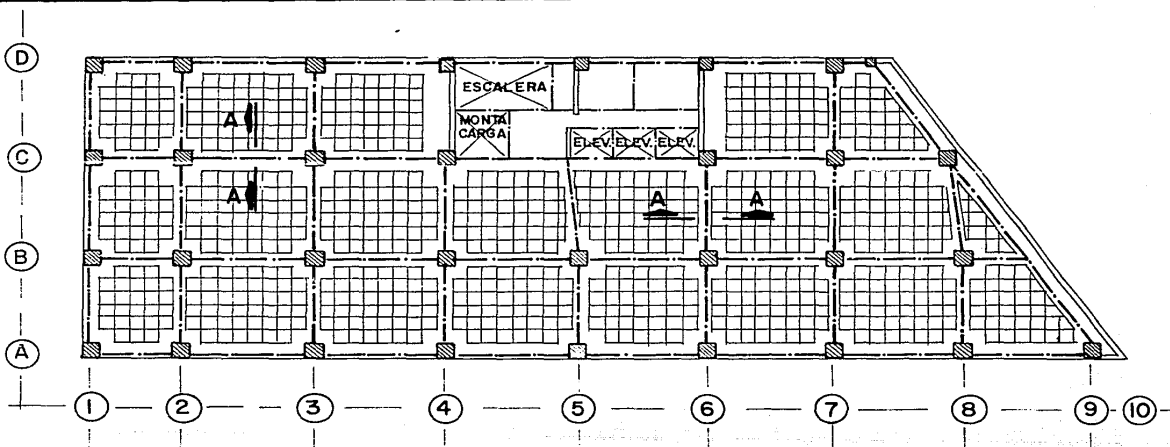 D
ESCALERA
A
MONTA
CARGA
ELEV. ELEV. ELEV.
C
A
A A
B
A
1 2 3 4 5 6 7 8 9 10